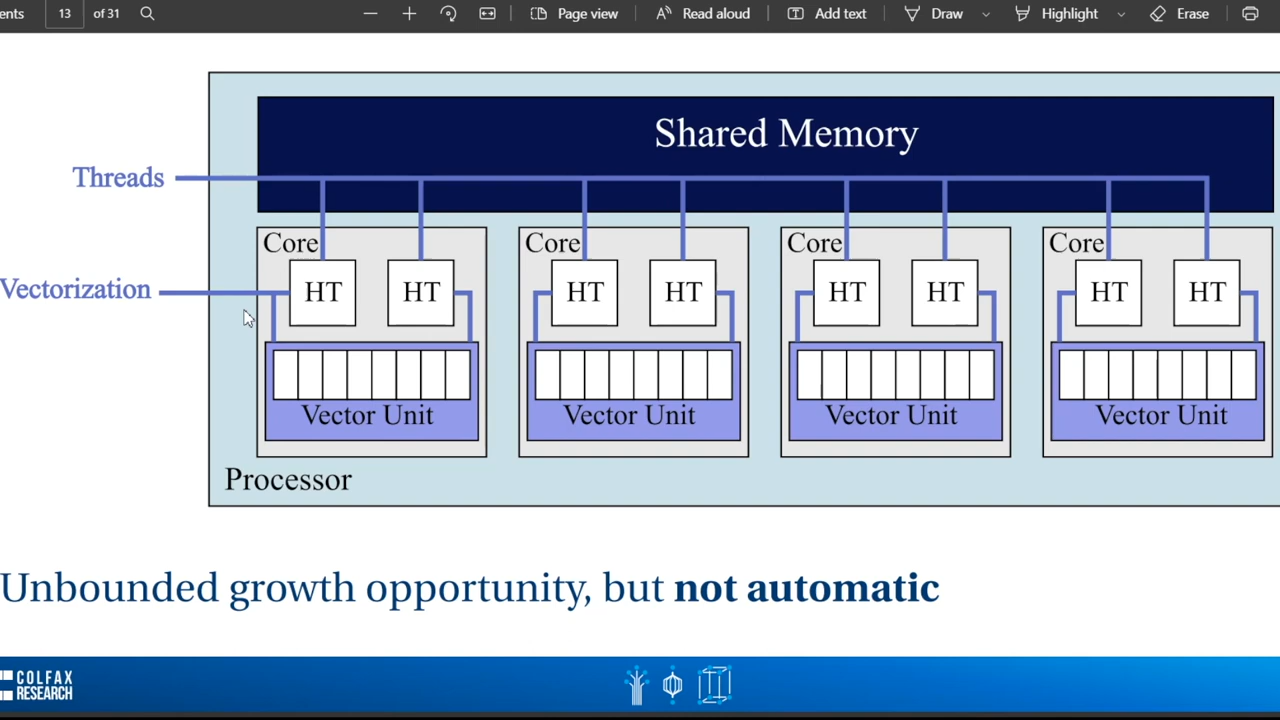 ents 13 of 31 Page view Read aloud Add text Draw Highlight Erase
Shared Memory
Threads
Core Core Core Core
Vectorization HT HT HT HT HT HT HT HT
Vector Unit Vector Unit Vector Unit Vector Unit
Processor
Unbounded growth opportunity, but not automatic
COLFAX
RESEARCH